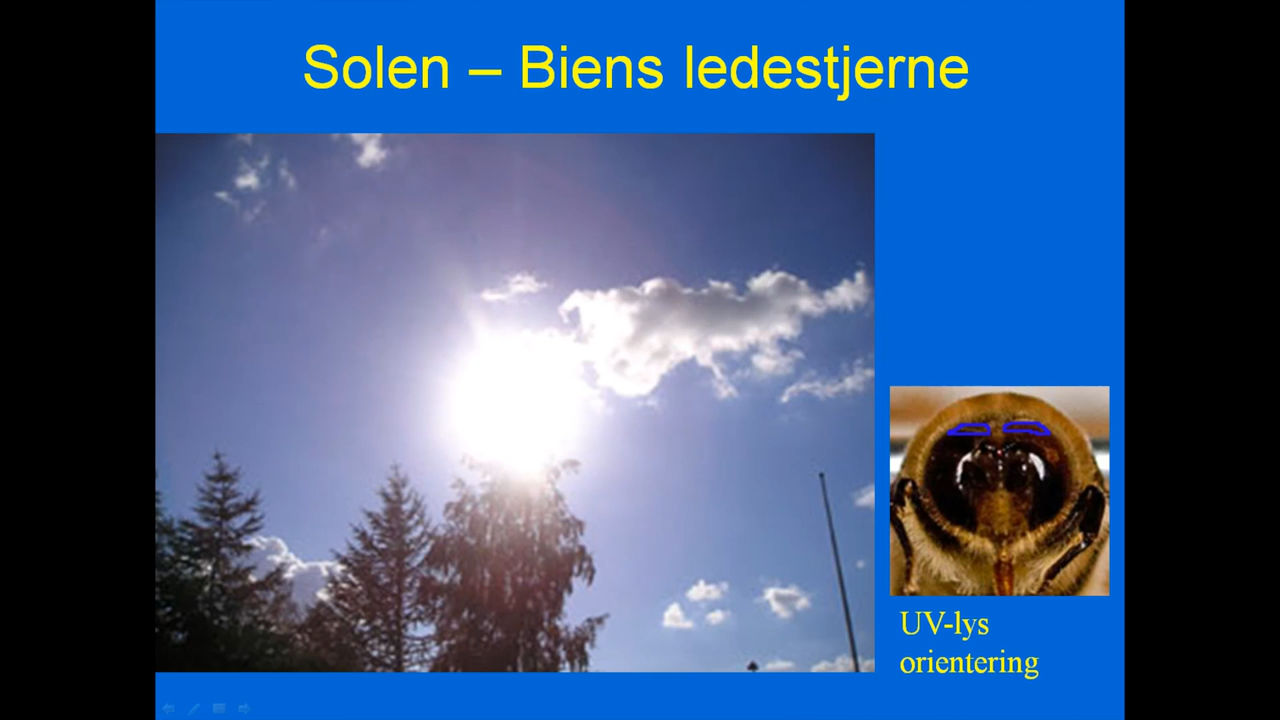 Solen – Biens ledestjerne
UV-lys
orientering